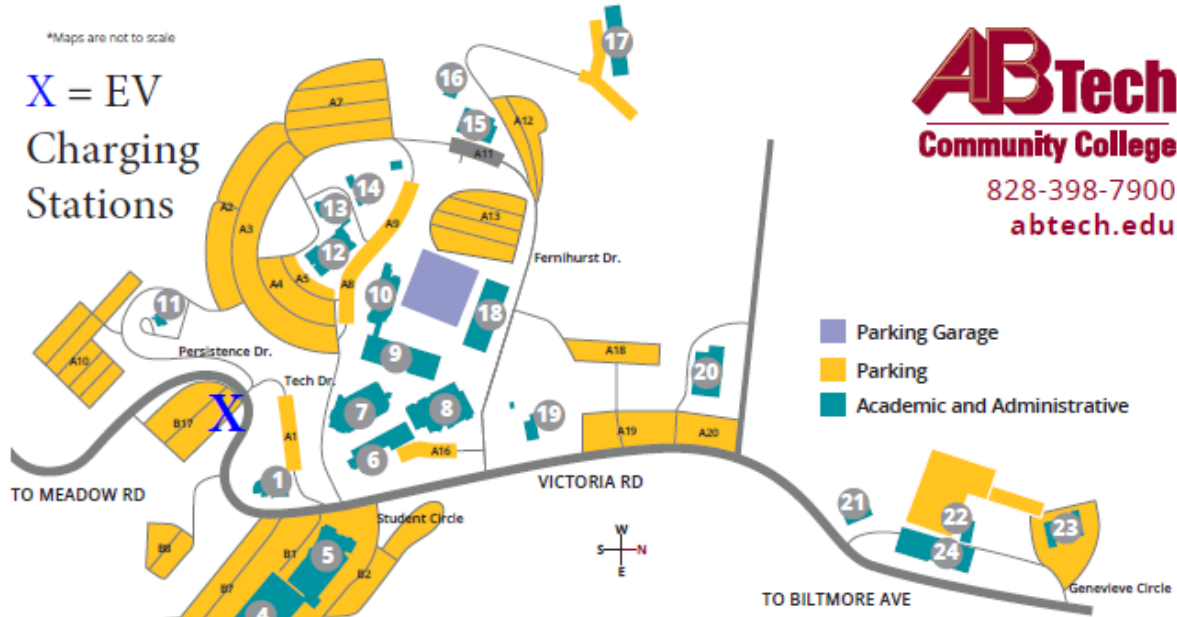 *Maps are not to scale
X = EV
Charging
Stations
AB Tech
Community College
828-398-7900
abtech.edu
17
16
A7
A12
15
A11
14
13
A2
A3
A9
A13
12
Fernihurst Dr.
A4
A5
A8
10
18
11
Parking Garage
Persistence Dr.
9
A18
A10
20
Parking
Tech Dr.
Academic and Administrative
X
B17
7
8
19
A1
A19
A20
6
A16
1
VICTORIA RD
TO MEADOW RD
21
Student Circle
22
23
W
S
N
E
B8
B1
5
24
B7
B2
Genevieve Circle
TO BILTMORE AVE
4